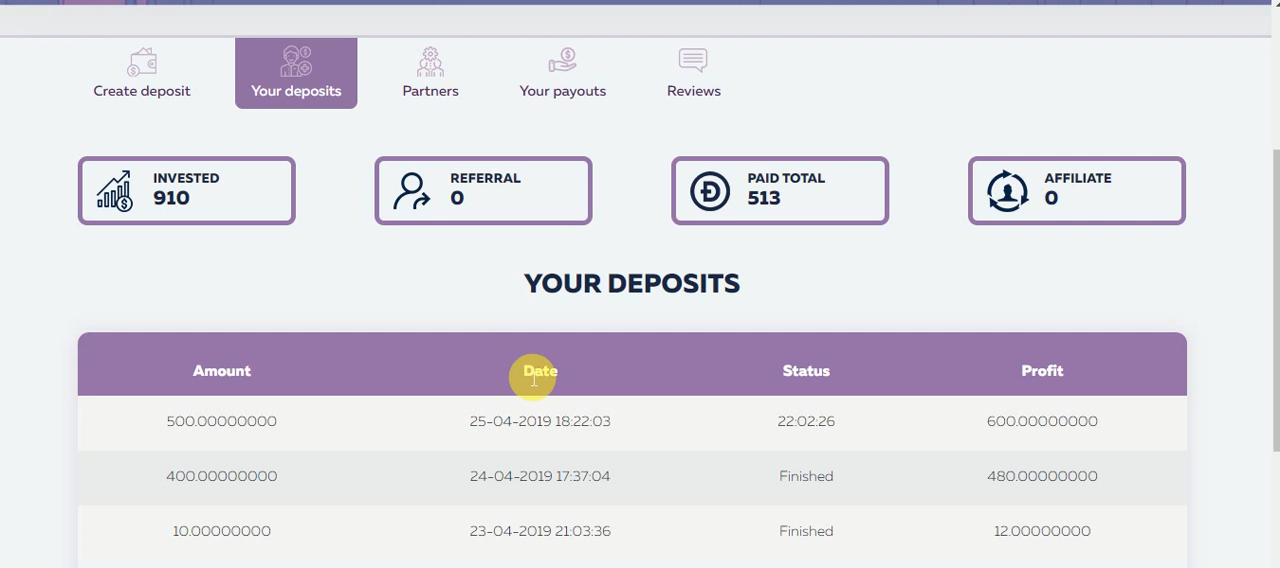 Create deposit
Your deposits
Partners
Your payouts
Reviews
INVESTED
910
REFERRAL
0
PAID TOTAL
513
AFFILIATE
0
YOUR DEPOSITS
Amount Date Status Profit
500.00000000 25-04-2019 18:22:03 22:02:26 600.00000000
400.00000000 24-04-2019 17:37:04 Finished 480.00000000
10.00000000 23-04-2019 21:03:36 Finished 12.00000000